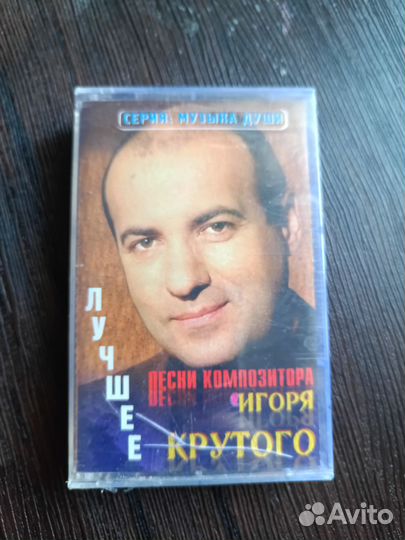 СЕРИЯ: МУЗЫКА ДУШИ
ЛУЧШЕЕ
ПЕСНИ КОМПОЗИТОРА
ИГОРЯ
КРУТОГО
Avito